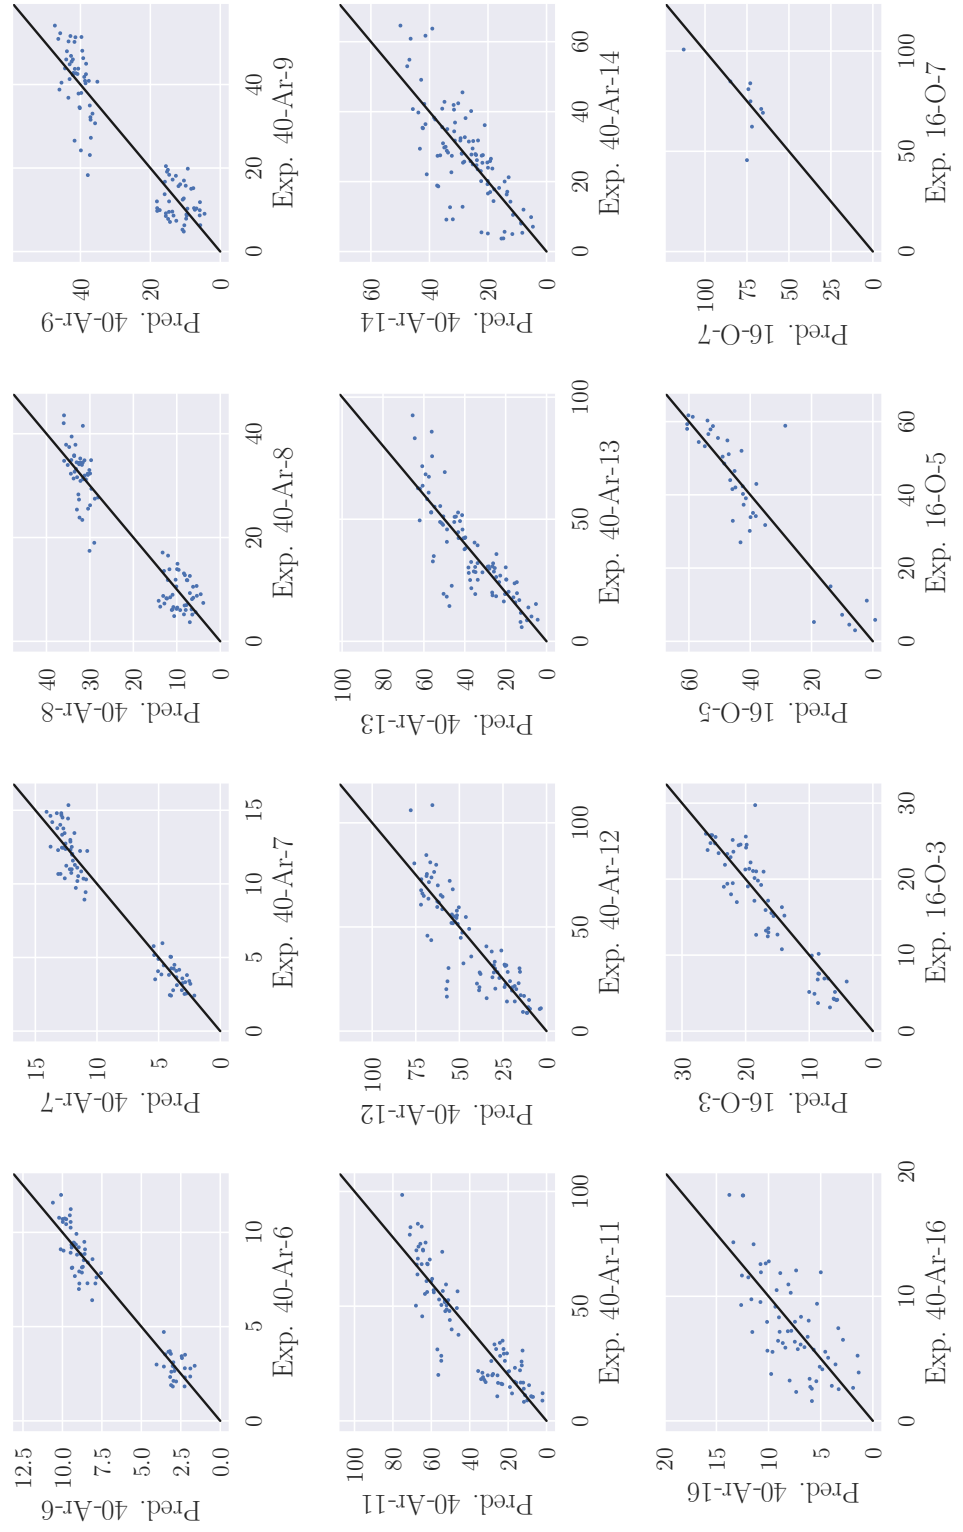 Pred. 40-Ar-6
12.5
10.0
7.5
5.0
2.5
0.0
0 5 10
Exp. 40-Ar-6
Pred. 40-Ar-7
15
10
5
0
0 5 10 15
Exp. 40-Ar-7
Pred. 40-Ar-8
40
30
20
10
0
0 20 40
Exp. 40-Ar-8
Pred. 40-Ar-9
40
20
0
0 20 40
Exp. 40-Ar-9
Pred. 40-Ar-11
100
80
60
40
20
0
0 50 100
Exp. 40-Ar-11
Pred. 40-Ar-12
100
75
50
25
0
0 50 100
Exp. 40-Ar-12
Pred. 40-Ar-13
100
80
60
40
20
0
0 50 100
Exp. 40-Ar-13
Pred. 40-Ar-14
60
40
20
0
0 20 40 60
Exp. 40-Ar-14
Pred. 40-Ar-16
20
15
10
5
0
0 10 20
Exp. 40-Ar-16
Pred. 16-O-3
30
20
10
0
0 10 20 30
Exp. 16-O-3
Pred. 16-O-5
60
40
20
0
0 20 40 60
Exp. 16-O-5
Pred. 16-O-7
100
75
50
25
0
0 50 100
Exp. 16-O-7